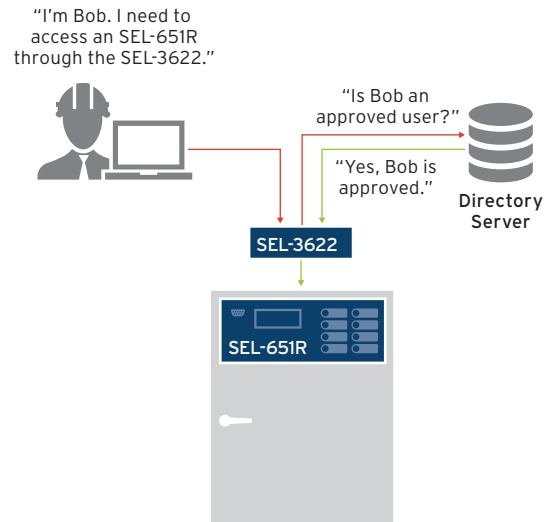 “I’m Bob. I need to
access an SEL-651R
through the SEL-3622.”
“Is Bob an
approved user?”
“Yes, Bob is
approved.”
Directory
Server
SEL-3622
SEL-651R